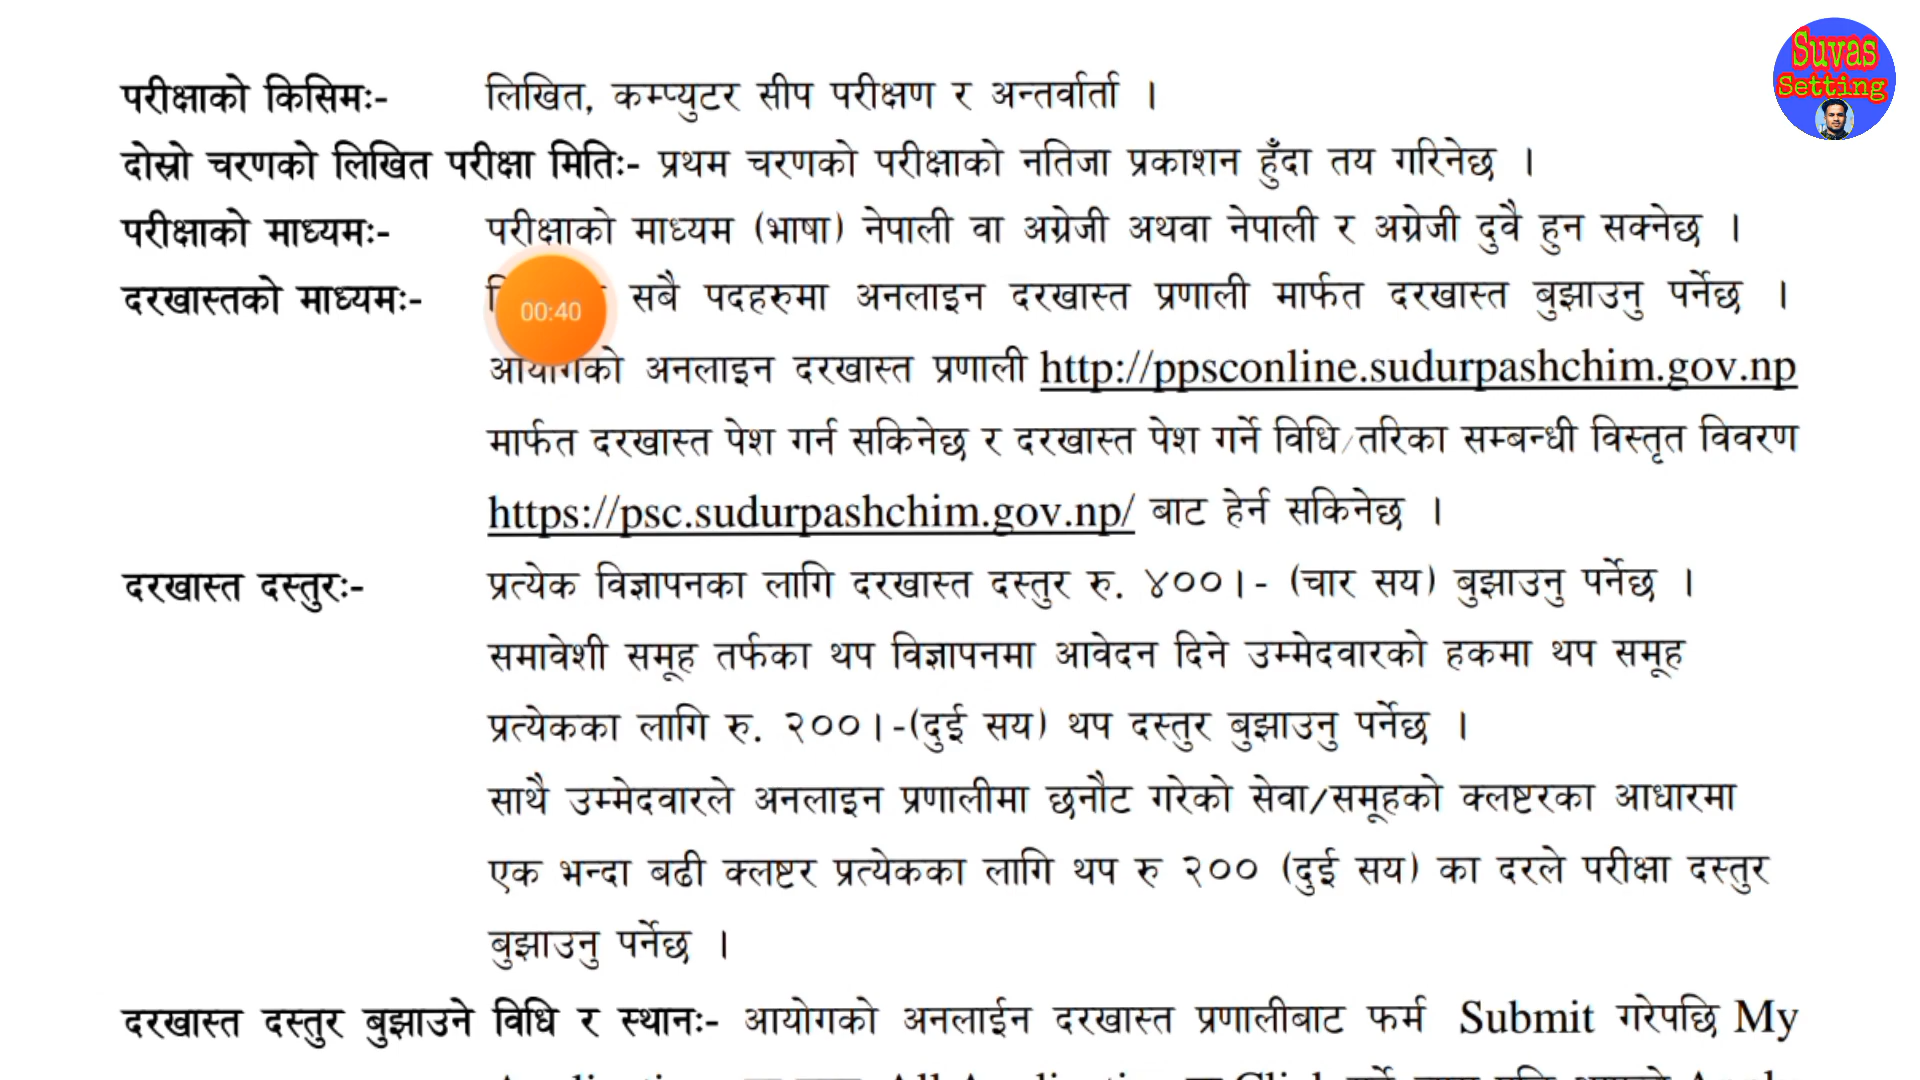 Suvas
Setting
परीक्षाको किसिमः- लिखित, कम्प्युटर सीप परीक्षण र अन्तर्वार्ता ।
दोस्रो चरणको लिखित परीक्षा मितिः- प्रथम चरणको परीक्षाको नतिजा प्रकाशन हुँदा तय गरिनेछ ।
परीक्षाको माध्यमः- परीक्षाको माध्यम (भाषा) नेपाली वा अग्रेजी अथवा नेपाली र अग्रेजी दुवै हुन सक्नेछ ।
दरखास्तको माध्यमः- सबै पदहरुमा अनलाइन दरखास्त प्रणाली मार्फत दरखास्त बुझाउनु पर्नेछ ।
00:40
आयोगको अनलाइन दरखास्त प्रणाली http://ppsconline.sudurpashchim.gov.np
मार्फत दरखास्त पेश गर्न सकिनेछ र दरखास्त पेश गर्ने विधि/तरिका सम्बन्धी विस्तृत विवरण
https://psc.sudurpashchim.gov.np/ बाट हेर्न सकिनेछ ।
दरखास्त दस्तुरः- प्रत्येक विज्ञापनका लागि दरखास्त दस्तुर रु. ४००।- (चार सय) बुझाउनु पर्नेछ ।
समावेशी समूह तर्फका थप विज्ञापनमा आवेदन दिने उम्मेदवारको हकमा थप समूह
प्रत्येकका लागि रु. २००।-(दुई सय) थप दस्तुर बुझाउनु पर्नेछ ।
साथै उम्मेदवारले अनलाइन प्रणालीमा छनौट गरेको सेवा/समूहको क्लष्टरका आधारमा
एक भन्दा बढी क्लष्टर प्रत्येकका लागि थप रु २०० (दुई सय) का दरले परीक्षा दस्तुर
बुझाउनु पर्नेछ ।
दरखास्त दस्तुर बुझाउने विधि र स्थानः- आयोगको अनलाईन दरखास्त प्रणालीबाट फर्म Submit गरेपछि My